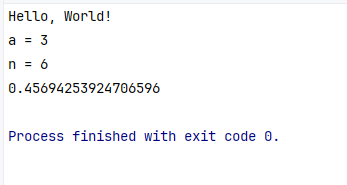 Hello, World!
a = 3
n = 6
0.45694253924706596
Process finished with exit code 0.